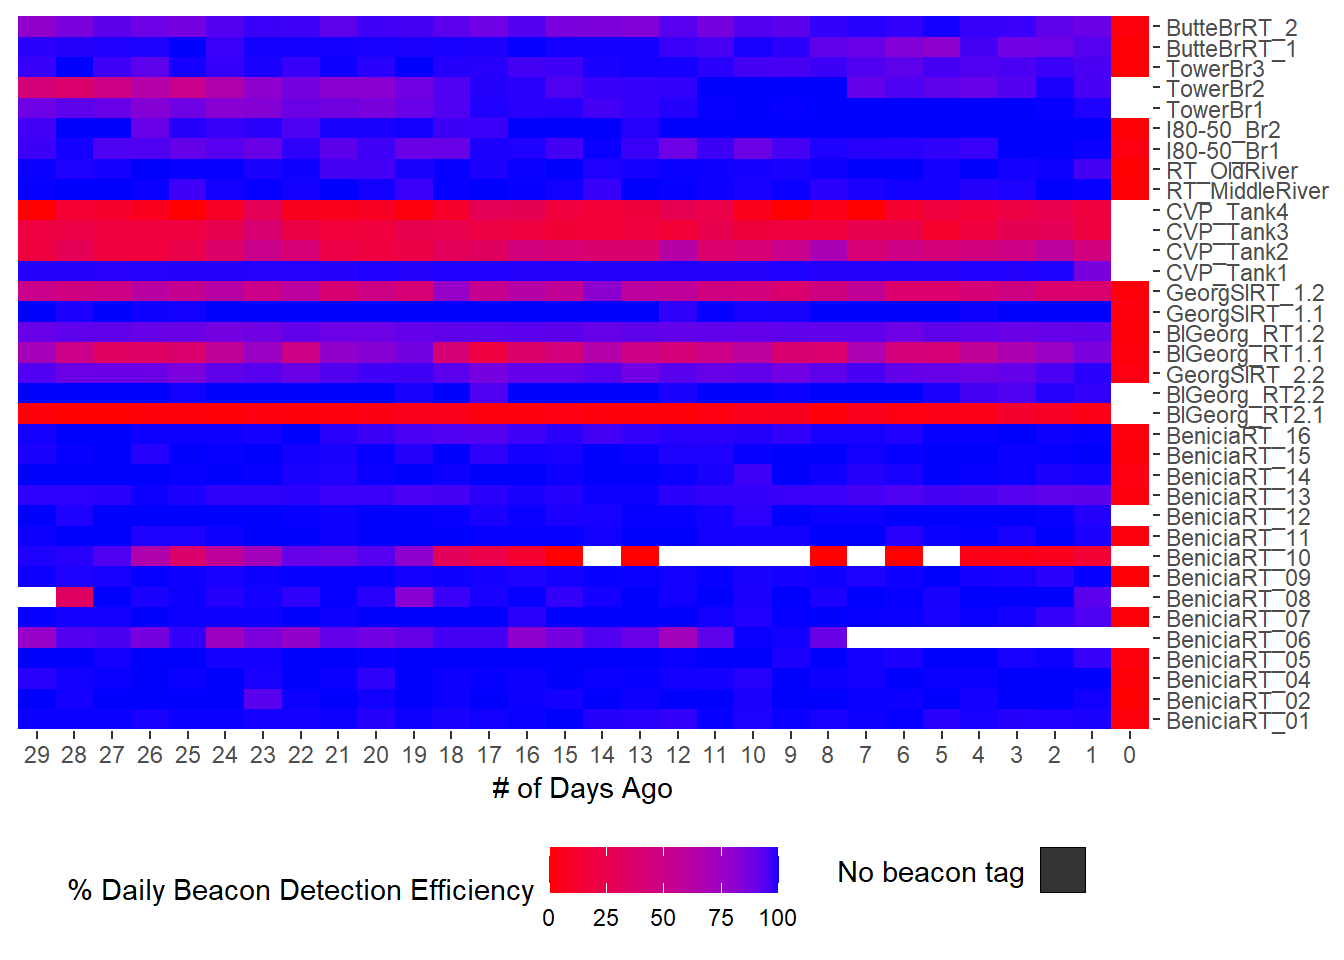 ButteBrRT_2
ButteBrRT_1
TowerBr3
TowerBr2
TowerBr1
I80-50_Br2
I80-50_Br1
RT_OldRiver
RT_MiddleRiver
CVP_Tank4
CVP_Tank3
CVP_Tank2
CVP_Tank1
GeorgSlRT_1.2
GeorgSlRT_1.1
BlGeorg_RT1.2
BlGeorg_RT1.1
GeorgSlRT_2.2
BlGeorg_RT2.2
BlGeorg_RT2.1
BeniciaRT_16
BeniciaRT_15
BeniciaRT_14
BeniciaRT_13
BeniciaRT_12
BeniciaRT_11
BeniciaRT_10
BeniciaRT_09
BeniciaRT_08
BeniciaRT_07
BeniciaRT_06
BeniciaRT_05
BeniciaRT_04
BeniciaRT_02
BeniciaRT_01
29 28 27 26 25 24 23 22 21 20 19 18 17 16 15 14 13 12 11 10 9 8 7 6 5 4 3 2 1 0
# of Days Ago
% Daily Beacon Detection Efficiency
0 25 50 75 100
No beacon tag